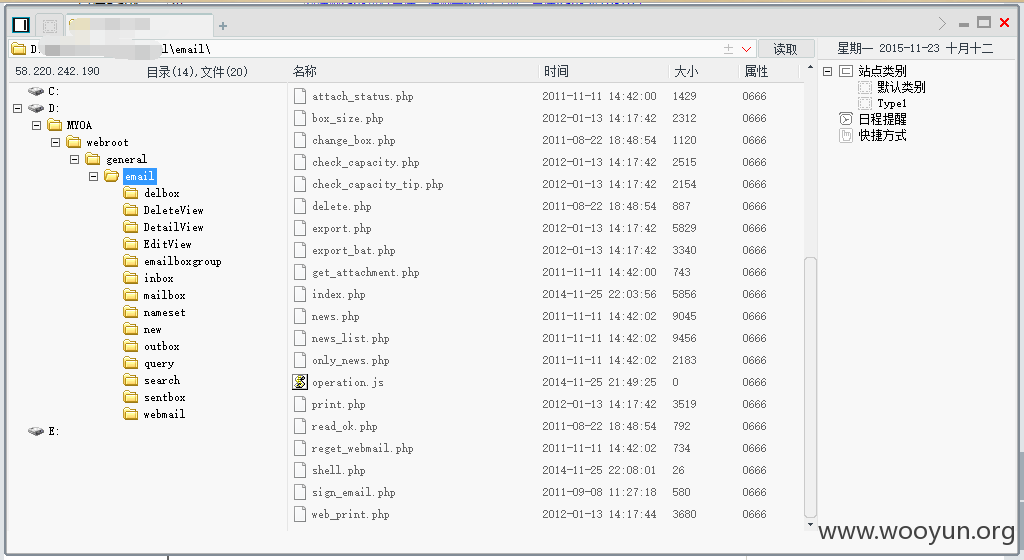 D: l\email\ 读取 星期一 2015-11-23 十月十二
58.220.242.190 目录(14),文件(20) 名称 时间 大小 属性
C:
D:
MYOA
webroot
general
email
delbox
DeleteView
DetailView
EditView
emailboxgroup
inbox
mailbox
nameset
new
outbox
query
search
sentbox
webmail
E:
attach_status.php 2011-11-11 14:42:00 1429 0666
box_size.php 2012-01-13 14:17:42 2312 0666
change_box.php 2011-08-22 18:48:54 1120 0666
check_capacity.php 2012-01-13 14:17:42 2515 0666
check_capacity_tip.php 2012-01-13 14:17:42 2154 0666
delete.php 2011-08-22 18:48:54 887 0666
export.php 2012-01-13 14:17:42 5829 0666
export_bat.php 2012-01-13 14:17:42 3340 0666
get_attachment.php 2011-11-11 14:42:00 743 0666
index.php 2014-11-25 22:03:56 5856 0666
news.php 2011-11-11 14:42:02 9045 0666
news_list.php 2011-11-11 14:42:02 9456 0666
only_news.php 2011-11-11 14:42:02 2183 0666
operation.js 2014-11-25 21:49:25 0 0666
print.php 2012-01-13 14:17:42 3519 0666
read_ok.php 2011-08-22 18:48:54 792 0666
reget_webmail.php 2011-11-11 14:42:02 734 0666
shell.php 2014-11-25 22:08:01 26 0666
sign_email.php 2011-09-08 11:27:18 580 0666
web_print.php 2012-01-13 14:17:44 3680 0666
站点类别
默认类别
Type1
日程提醒
快捷方式
www.wooyun.org